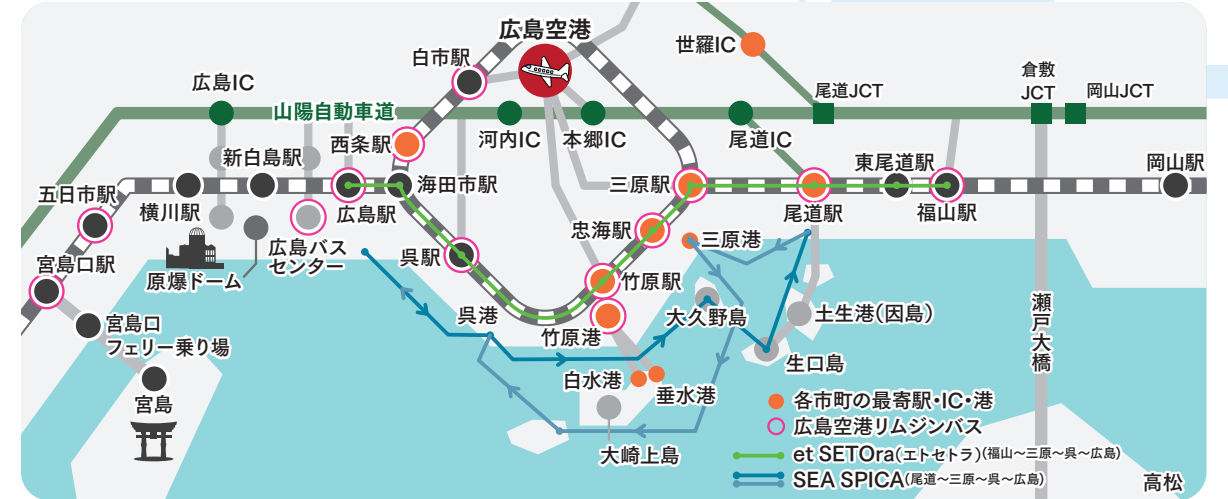 広島空港
世羅IC
白市駅
倉敷
JCT
岡山JCT
広島IC
尾道JCT
山陽自動車道
河内IC
本郷IC
尾道IC
西条駅
新白島駅
東尾道駅
岡山駅
五日市駅
横川駅
広島駅
海田市駅
三原駅
尾道駅
福山駅
広島バス
センター
忠海駅
三原港
宮島口駅
原爆ドーム
呉駅
竹原駅
大久野島
土生港(因島)
瀬戸大橋
宮島口
フェリー乗り場
呉港
竹原港
生口島
白水港
垂水港
宮島
大崎上島
各市町の最寄駅・IC・港
広島空港リムジンバス
et SETOra(エトセトラ)(福山〜三原〜呉〜広島)
SEA SPICA(尾道〜三原〜呉〜広島)
高松